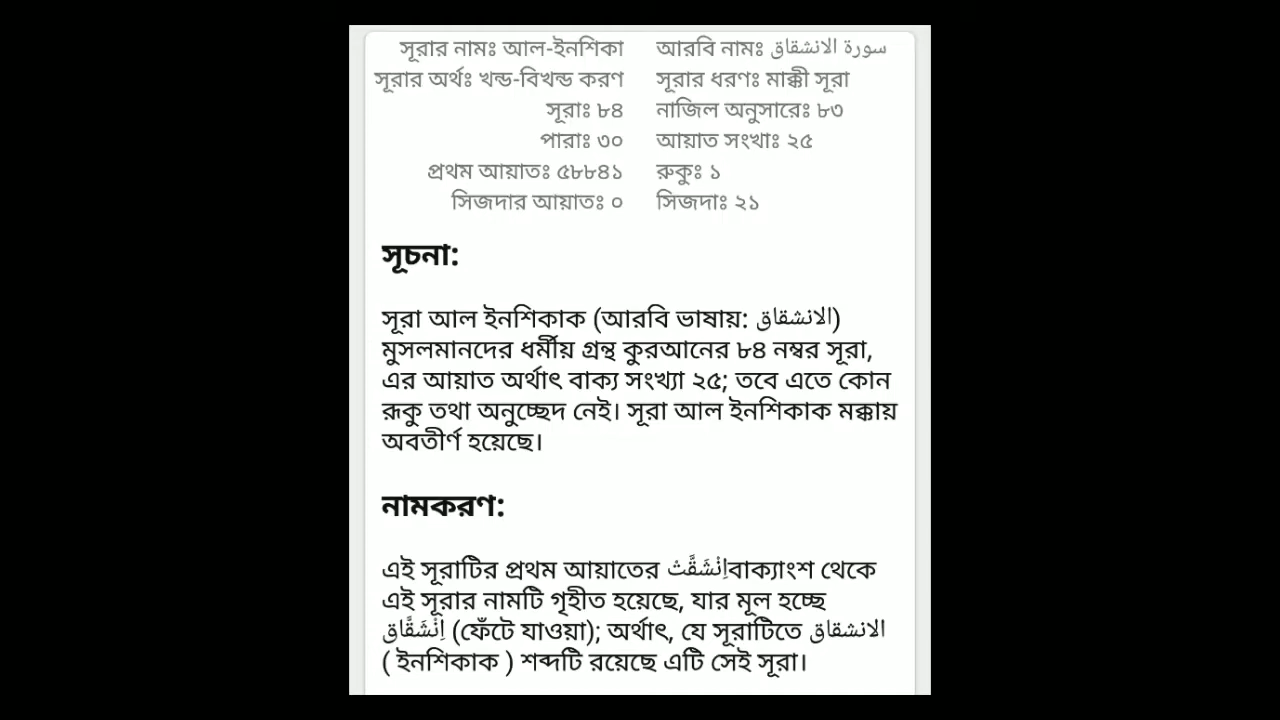 সূরার নামঃ আল-ইনশিকা আরবি নামঃ سورة الانشقاق
সূরার অর্থঃ খন্ড-বিখন্ড করণ সূরার ধরণঃ মাক্কী সূরা
সূরাঃ ৮৪ নাজিল অনুসারেঃ ৮৩
পারাঃ ৩০ আয়াত সংখাঃ ২৫
প্রথম আয়াতঃ ৫৮৮৪১ রুকুঃ ১
সিজদার আয়াতঃ ০ সিজদাঃ ২১
সূচনা:
সূরা আল ইনশিকাক (আরবি ভাষায়: الانشقاق)
মুসলমানদের ধর্মীয় গ্রন্থ কুরআনের ৮৪ নম্বর সূরা,
এর আয়াত অর্থাৎ বাক্য সংখ্যা ২৫; তবে এতে কোন
রূকু তথা অনুচ্ছেদ নেই। সূরা আল ইনশিকাক মক্কায়
অবতীর্ণ হয়েছে।
নামকরণ:
এই সূরাটির প্রথম আয়াতের اِنْشَقَّتْবাক্যাংশ থেকে
এই সূরার নামটি গৃহীত হয়েছে, যার মূল হচ্ছে
اِنْشَقَّاق (ফেঁটে যাওয়া); অর্থাৎ, যে সূরাটিতে الانشقاق
( ইনশিকাক ) শব্দটি রয়েছে এটি সেই সূরা।